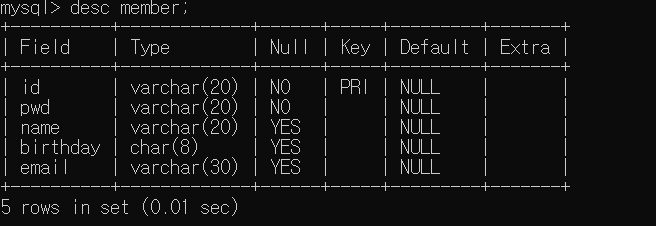 mysql> desc member;
+----------+-------------+------+-----+---------+-------+
| Field    | Type        | Null | Key | Default | Extra |
+----------+-------------+------+-----+---------+-------+
| id       | varchar(20) | NO   | PRI | NULL    |       |
| pwd      | varchar(20) | NO   |     | NULL    |       |
| name     | varchar(20) | YES  |     | NULL    |       |
| birthday | char(8)     | YES  |     | NULL    |       |
| email    | varchar(30) | YES  |     | NULL    |       |
+----------+-------------+------+-----+---------+-------+
5 rows in set (0.01 sec)